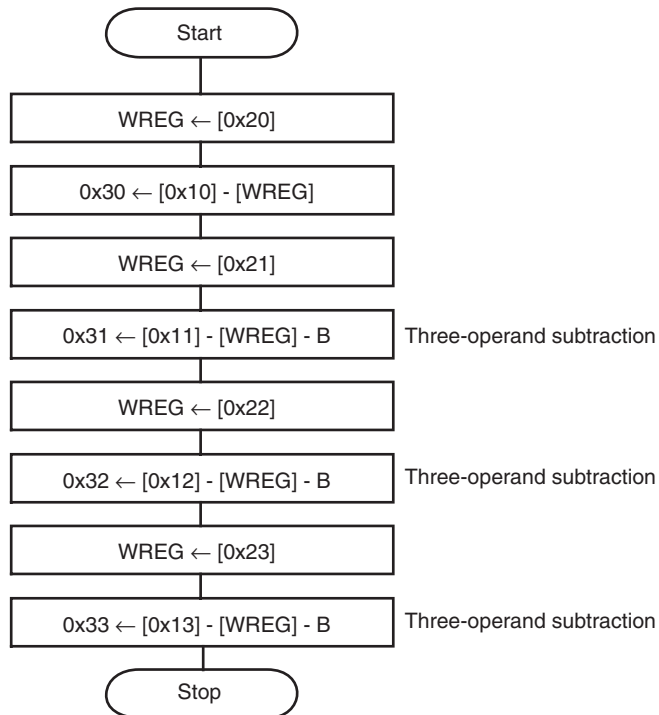 Start
WREG ← [0x20]
0x30 ← [0x10] - [WREG]
WREG ← [0x21]
0x31 ← [0x11] - [WREG] - B
Three-operand subtraction
WREG ← [0x22]
0x32 ← [0x12] - [WREG] - B
Three-operand subtraction
WREG ← [0x23]
0x33 ← [0x13] - [WREG] - B
Three-operand subtraction
Stop